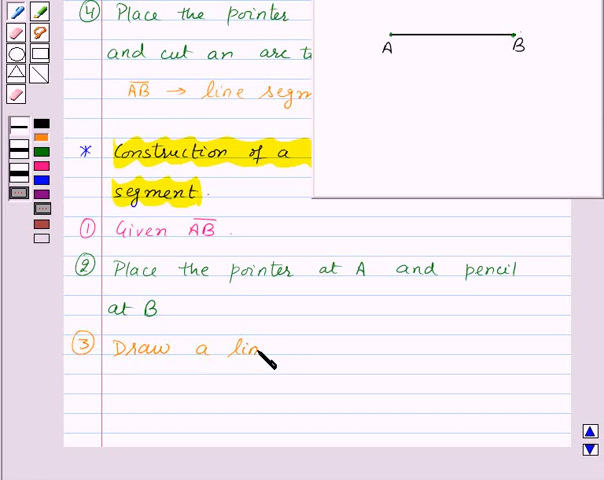 ④ Place the pointer
and cut an arc
AB → line segm
A B
* Construction of a
segment.
① Given AB.
② Place the pointer at A and pencil
at B
③ Draw a lin